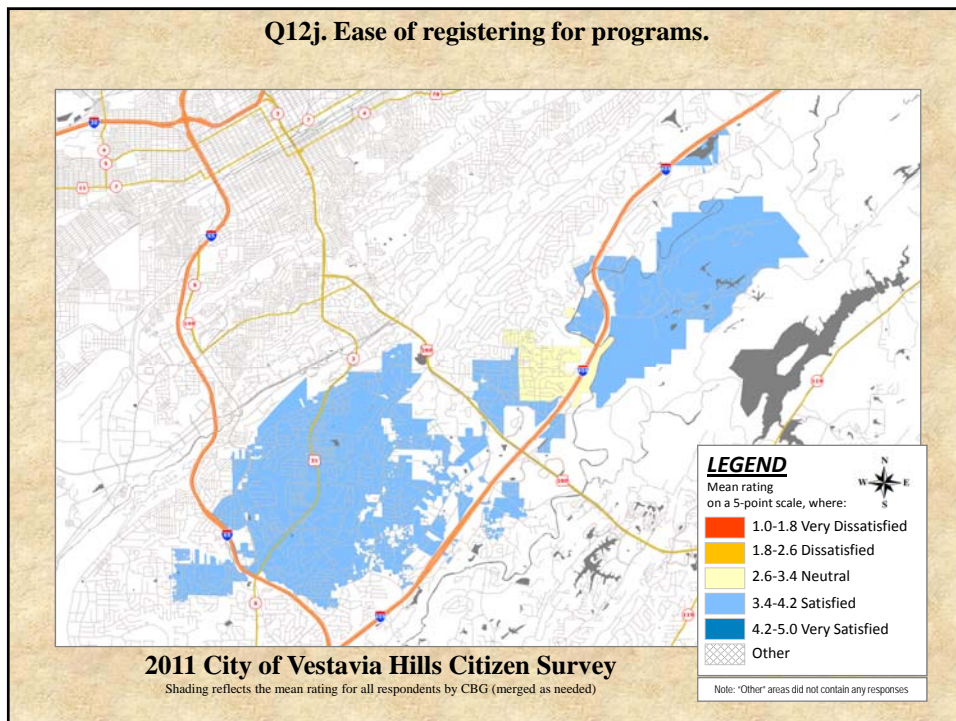 Q12j. Ease of registering for programs.
LEGEND
Mean rating
on a 5-point scale, where:
N
W E
S
1.0-1.8 Very Dissatisfied
1.8-2.6 Dissatisfied
2.6-3.4 Neutral
3.4-4.2 Satisfied
4.2-5.0 Very Satisfied
Other
Note: "Other" areas did not contain any responses
2011 City of Vestavia Hills Citizen Survey
Shading reflects the mean rating for all respondents by CBG (merged as needed)